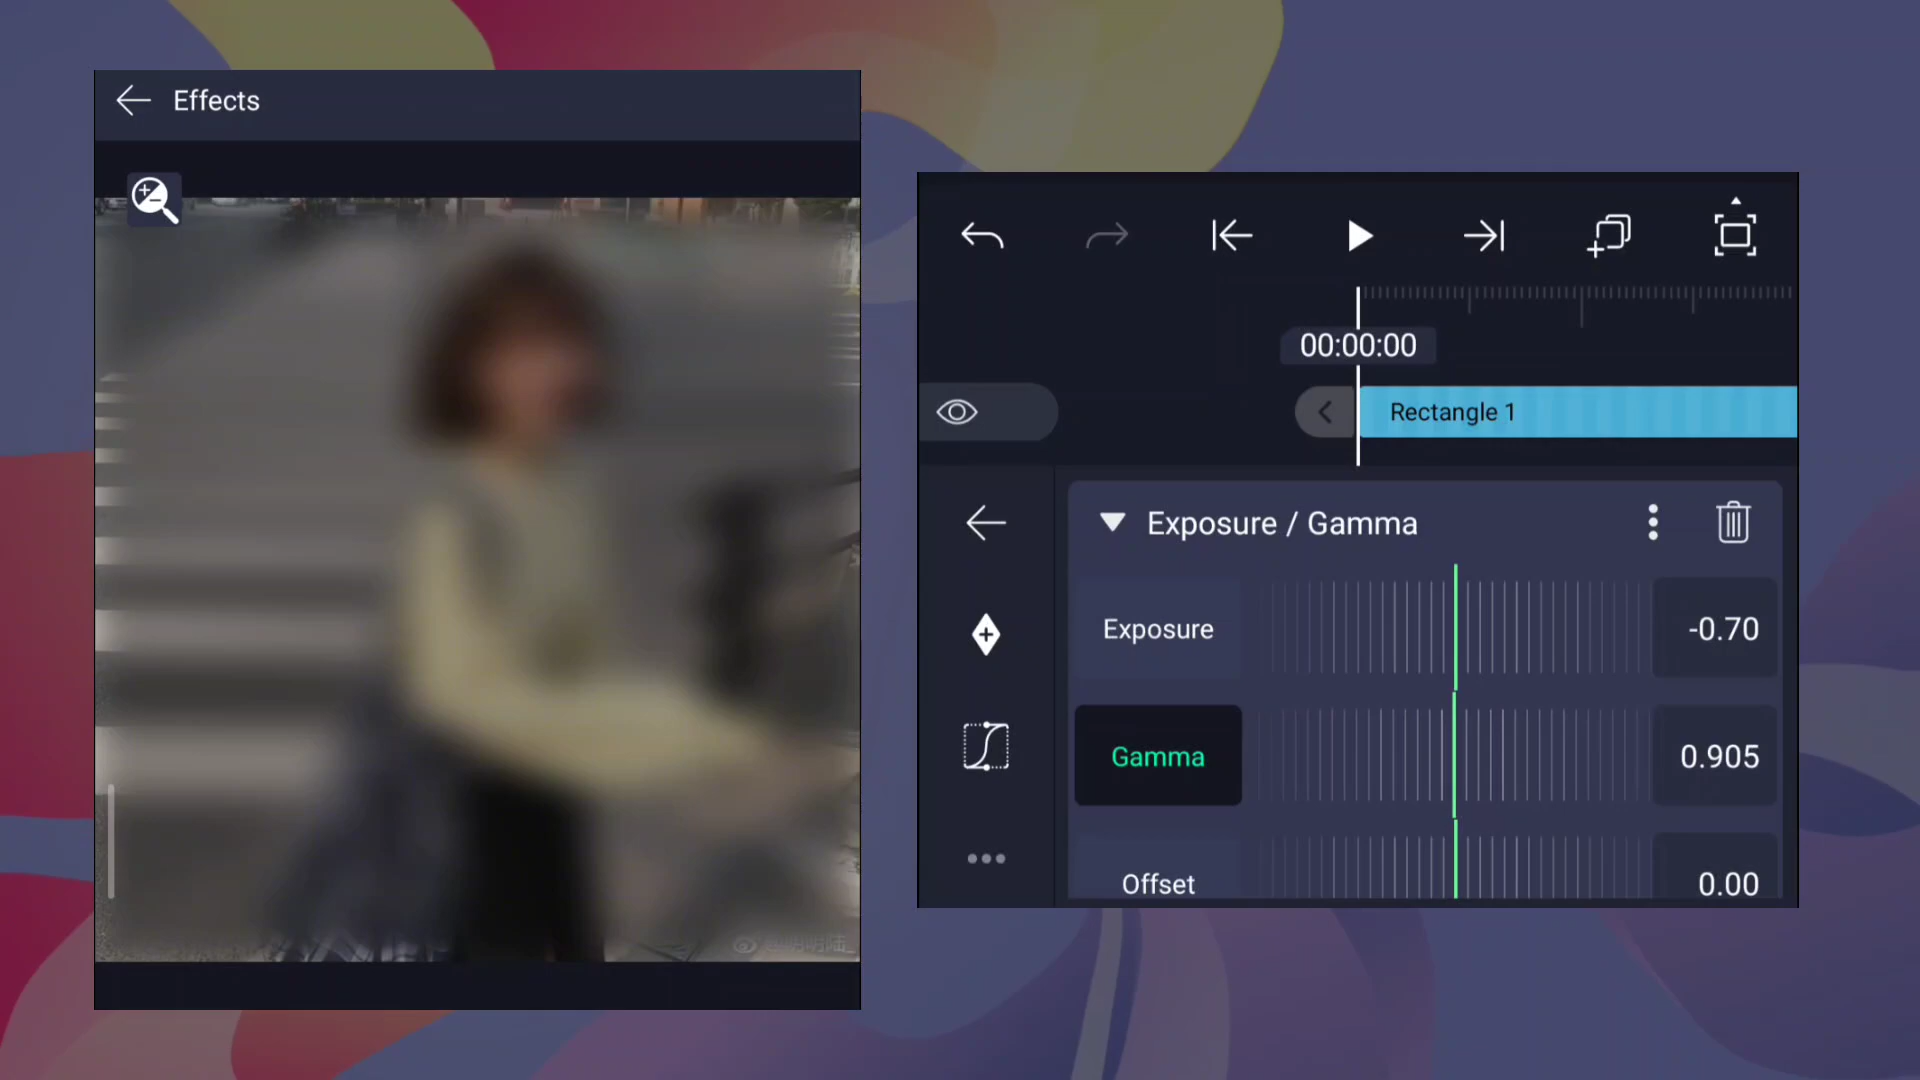 Effects
00:00:00
Rectangle 1
Exposure / Gamma
Exposure
-0.70
Gamma
0.905
Offset
0.00